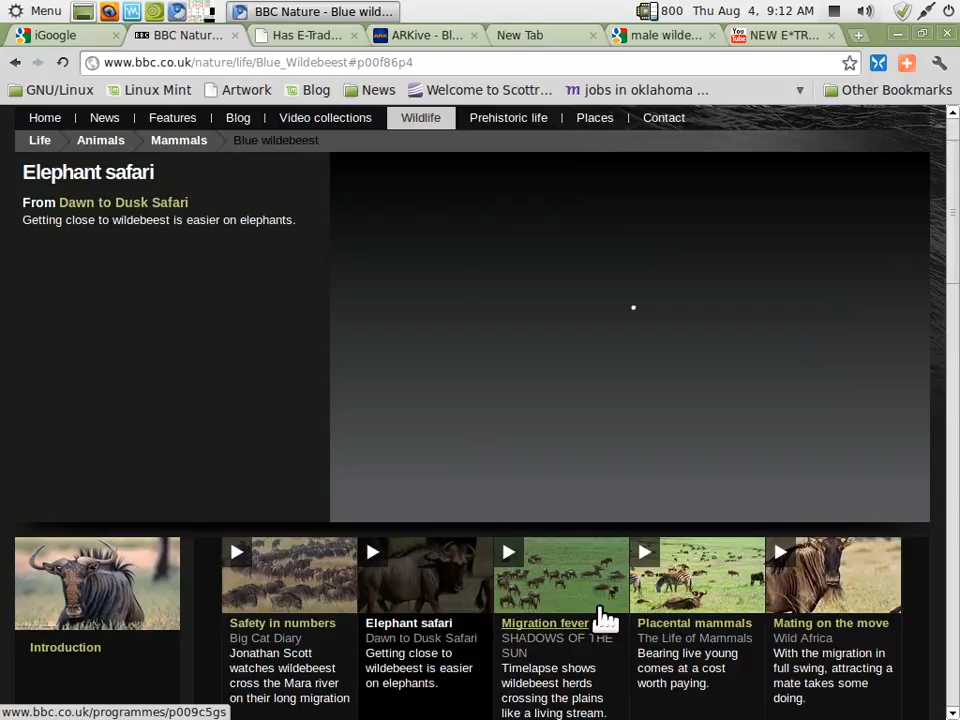 Menu
BBC Nature - Blue wild...
800 Thu Aug 4, 9:12 AM
iGoogle
BBC BBC Natur...
Has E-Trad...
ARK ARKive - Bl...
New Tab
male wilde...
You Tube NEW E*TR...
www.bbc.co.uk/nature/life/Blue_Wildebeest#p00f86p4
GNU/Linux
Linux Mint
Artwork
Blog
News
Welcome to Scottr...
m jobs in oklahoma ...
Other Bookmarks
Home | News | Features | Blog | Video collections Wildlife Prehistoric life | Places | Contact
Life Animals Mammals Blue wildebeest
Elephant safari
From Dawn to Dusk Safari
Getting close to wildebeest is easier on elephants.
Introduction
Safety in numbers
Big Cat Diary
Jonathan Scott
watches wildebeest
cross the Mara river
on their long migration
Elephant safari
Dawn to Dusk Safari
Getting close to
wildebeest is easier
on elephants.
Migration fever
SHADOWS OF THE
SUN
Timelapse shows
wildebeest herds
crossing the plains
like a living stream.
Placental mammals
The Life of Mammals
Bearing live young
comes at a cost
worth paying.
Mating on the move
Wild Africa
With the migration in
full swing, attracting a
mate takes some
doing.
www.bbc.co.uk/programmes/p009c5gs